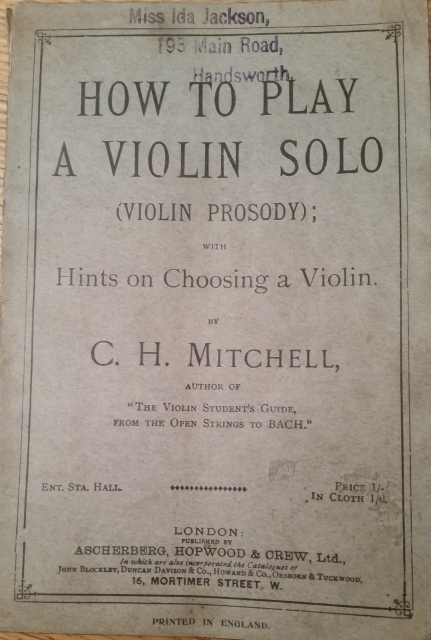 Miss Ida Jackson,
193 Main Road,
Handsworth.
HOW TO PLAY
A VIOLIN SOLO
(VIOLIN PROSODY);
WITH
Hints on Choosing a Violin.
BY
C. H. MITCHELL,
AUTHOR OF
"THE VIOLIN STUDENT'S GUIDE,
FROM THE OPEN STRINGS TO BACH."
ENT. STA. HALL.
PRICE 1/-
IN CLOTH 1/6.
LONDON:
PUBLISHED BY
ASCHERBERG, HOPWOOD & CREW, Ltd.,
In which are also incorporated the Catalogues of
JOHN BLOCKLEY, DUNCAN DAVISON & CO., HOWARD & CO., ORSBORN & TUCKWOOD,
16, MORTIMER STREET. W.
PRINTED IN ENGLAND.